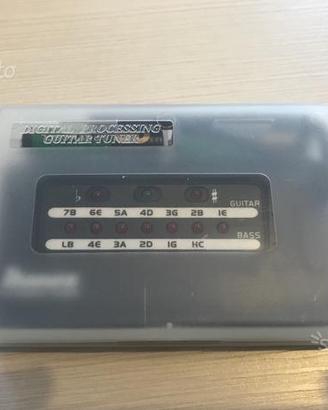 DIGITAL PROCESSING
GUITAR TUNER
♭ ♯
GUITAR
7B 6E 5A 4D 3G 2B 1E
BASS
LB 4E 3A 2D 1G HC